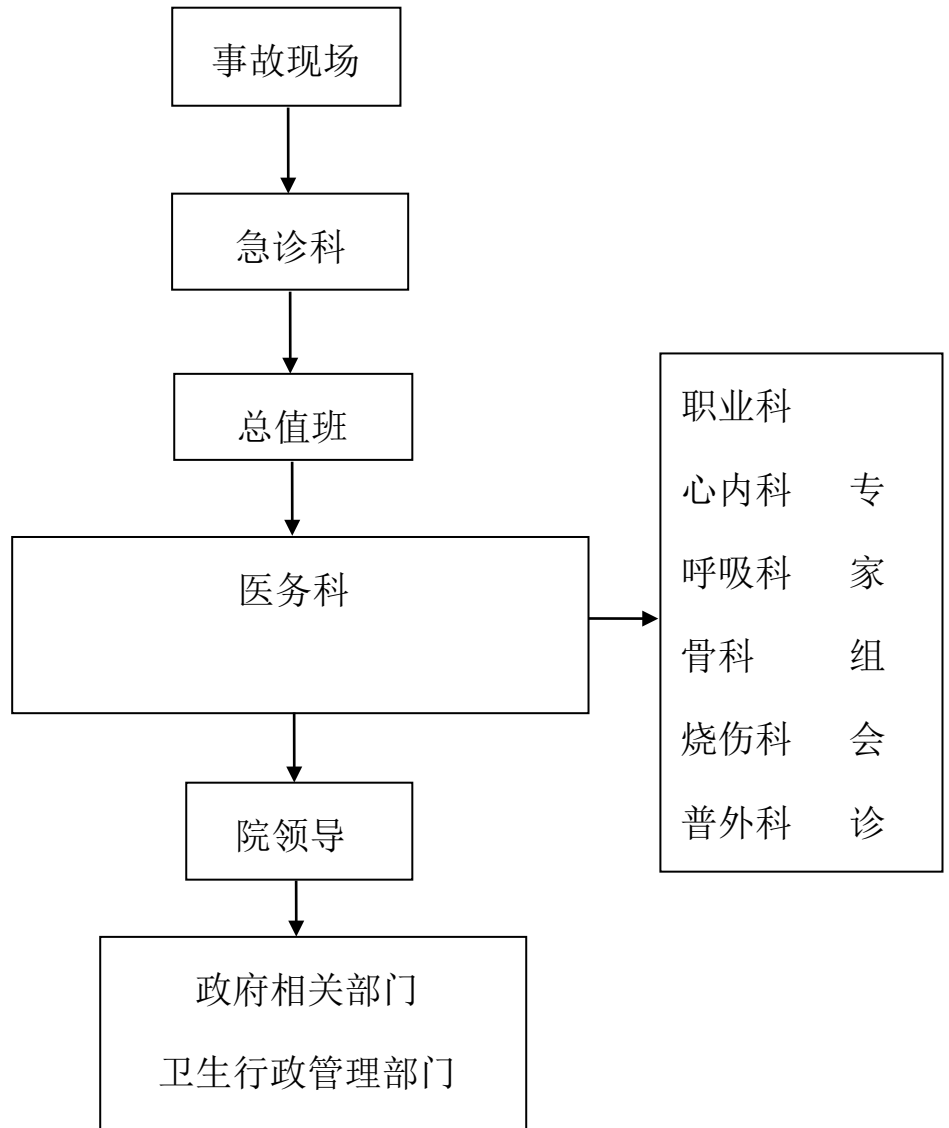 事故现场
急诊科
总值班
医务科
院领导
政府相关部门
卫生行政管理部门
职业科
心内科 专
呼吸科 家
骨科 组
烧伤科 会
普外科 诊